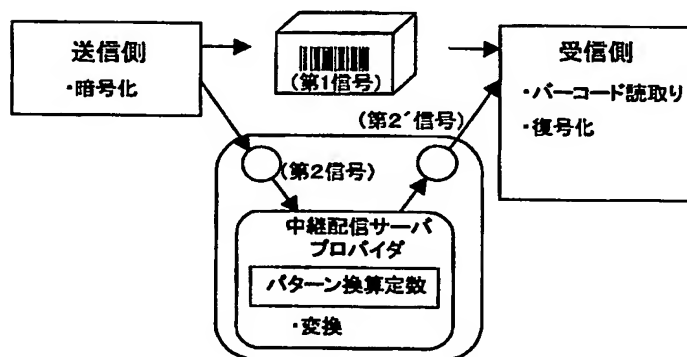 送信側
・暗号化
(第1信号)
受信側
・バーコード読取り
・復号化
(第2´信号)
(第2信号)
中継配信サーバ
プロバイダ
パターン換算定数
・変換